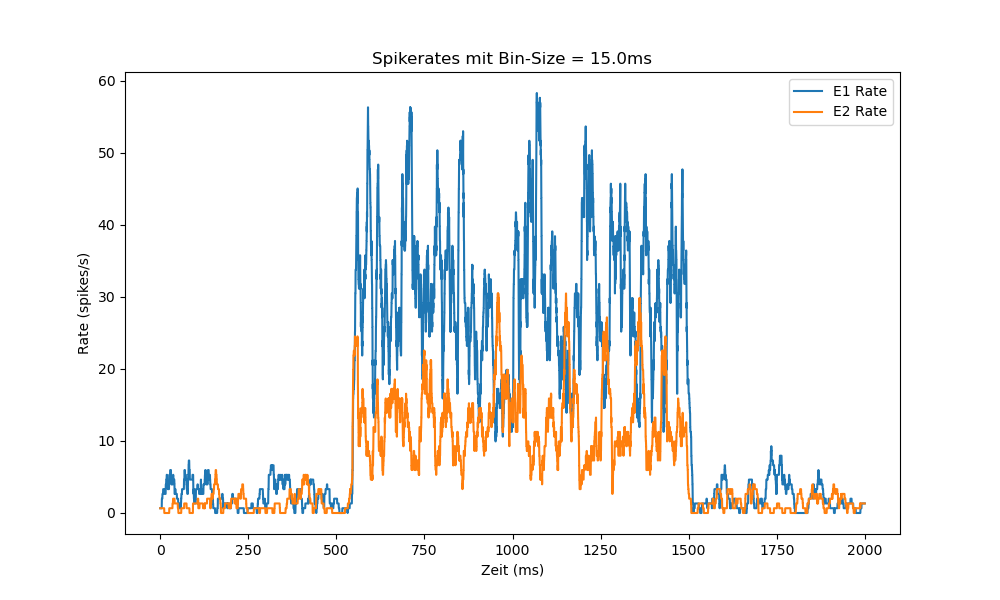 Spikerates mit Bin-Size = 15.0ms
E1 Rate
E2 Rate
60
50
40
30
20
10
0
Rate (spikes/s)
0 250 500 750 1000 1250 1500 1750 2000
Zeit (ms)